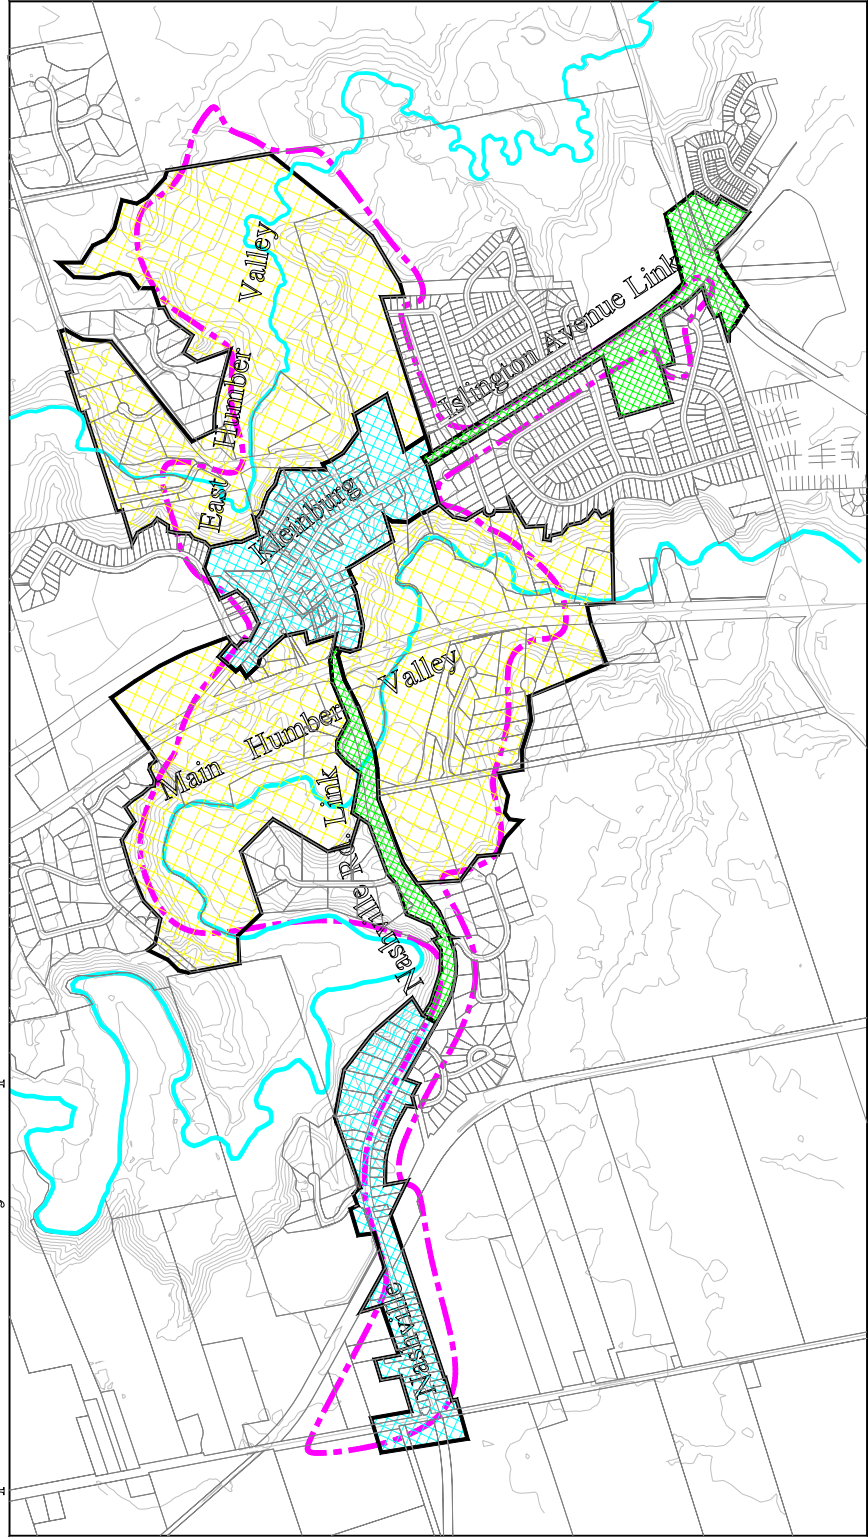 East Humber Valley
Islington Avenue Link
Kleinburg
Main Humber Valley
Nashville Rd. Link
Nashville